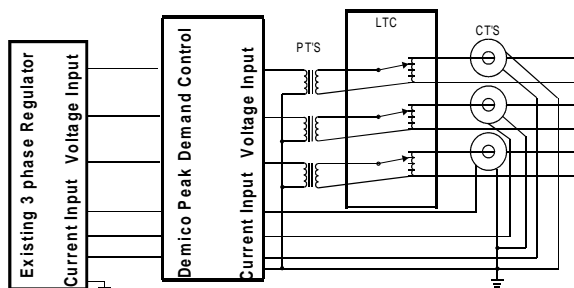 Existing 3 phase Regulator
Current Input
Voltage Input
Demico Peak Demand Control
Current Input
Voltage Input
PT'S
LTC
CT'S